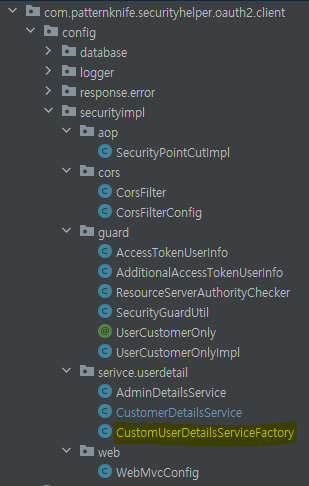 com.patternknife.securityhelper.oauth2.client
config
database
logger
response.error
securityimpl
aop
SecurityPointCutImpl
cors
CorsFilter
CorsFilterConfig
guard
AccessTokenUserInfo
AdditionalAccessTokenUserInfo
ResourceServerAuthorityChecker
SecurityGuardUtil
UserCustomerOnly
UserCustomerOnlyImpl
serivce.userdetail
AdminDetailsService
CustomerDetailsService
CustomUserDetailsServiceFactory
web
WebMvcConfig